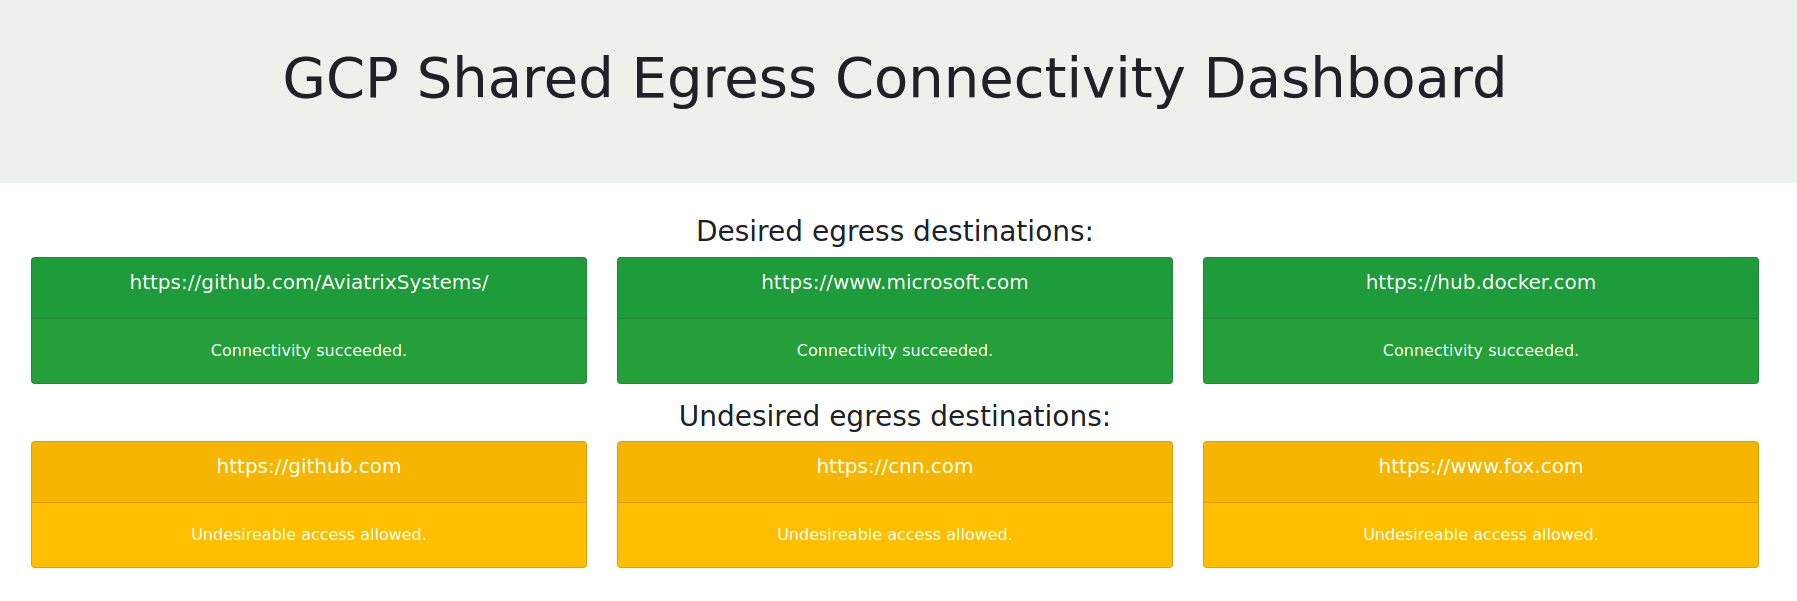 GCP Shared Egress Connectivity Dashboard
Desired egress destinations:
https://github.com/AviatrixSystems/
https://www.microsoft.com
https://hub.docker.com
Connectivity succeeded.
Connectivity succeeded.
Connectivity succeeded.
Undesired egress destinations:
https://github.com
https://cnn.com
https://www.fox.com
Undesireable access allowed.
Undesireable access allowed.
Undesireable access allowed.